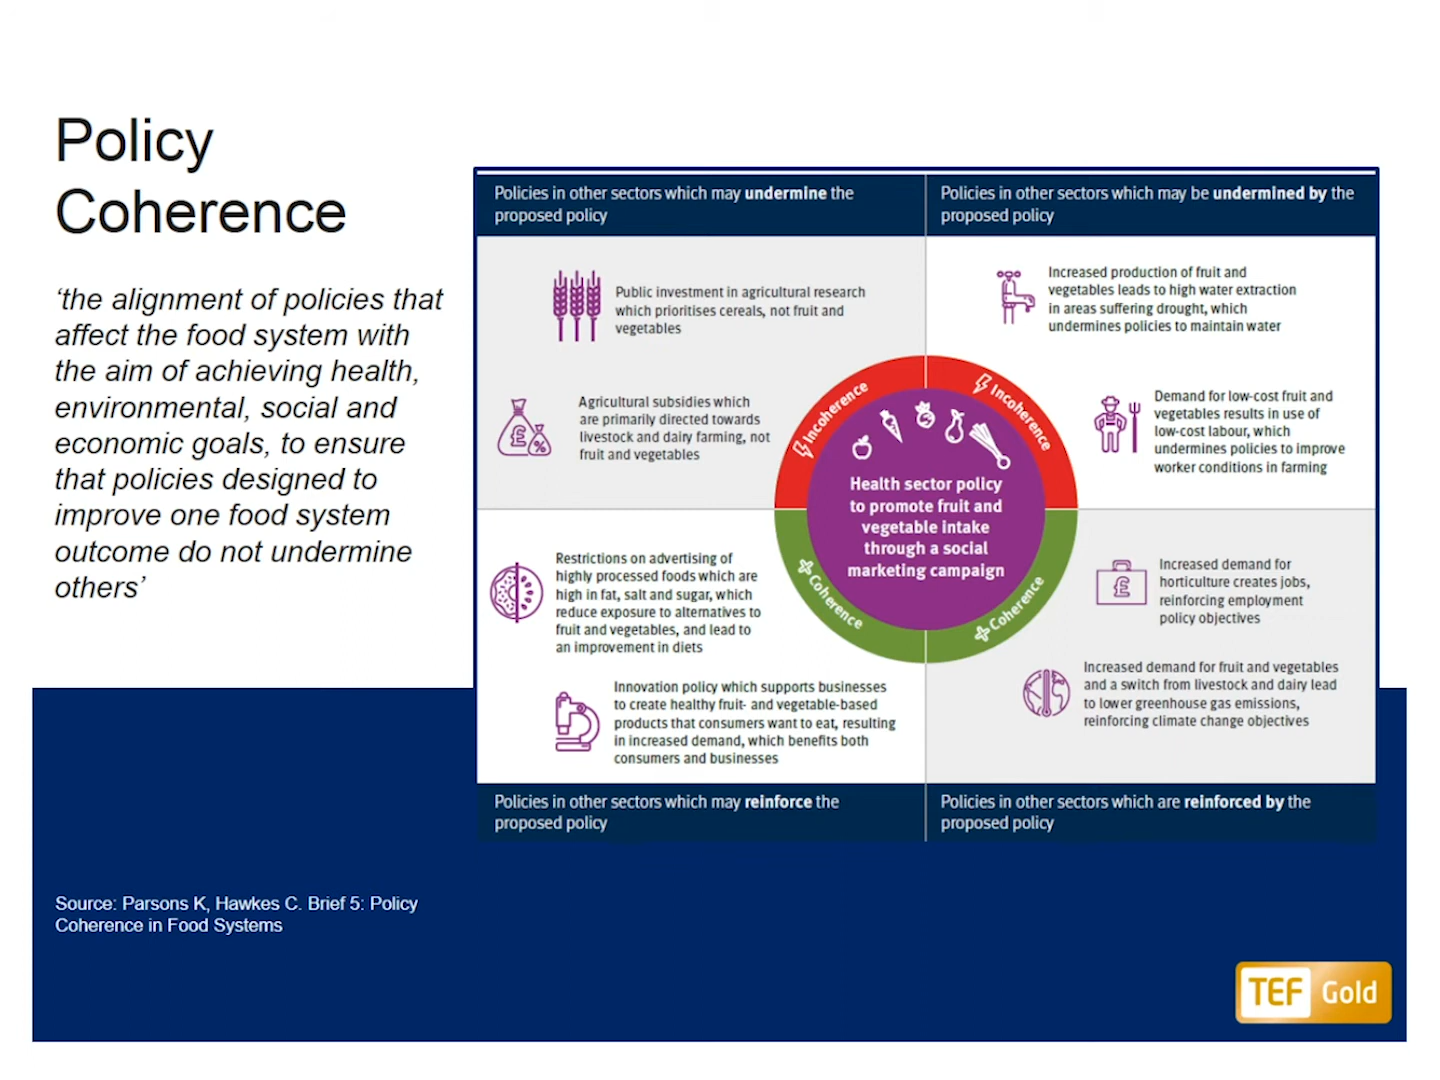 Policy
Coherence
‘the alignment of policies that
affect the food system with
the aim of achieving health,
environmental, social and
economic goals, to ensure
that policies designed to
improve one food system
outcome do not undermine
others’
Source: Parsons K, Hawkes C. Brief 5: Policy
Coherence in Food Systems
Policies in other sectors which may undermine the
proposed policy
Policies in other sectors which may be undermined by the
proposed policy
Public investment in agricultural research
which prioritises cereals, not fruit and
vegetables
Agricultural subsidies which
are primarily directed towards
livestock and dairy farming, not
fruit and vegetables
Increased production of fruit and
vegetables leads to high water extraction
in areas suffering drought, which
undermines policies to maintain water
Demand for low-cost fruit and
vegetables results in use of
low-cost labour, which
undermines policies to improve
worker conditions in farming
Incoherence
Incoherence
£
%
Health sector policy
to promote fruit and
vegetable intake
through a social
marketing campaign
Coherence
Coherence
Restrictions on advertising of
highly processed foods which are
high in fat, salt and sugar, which
reduce exposure to alternatives to
fruit and vegetables, and lead to
an improvement in diets
Innovation policy which supports businesses
to create healthy fruit- and vegetable-based
products that consumers want to eat, resulting
in increased demand, which benefits both
consumers and businesses
£
Increased demand for
horticulture creates jobs,
reinforcing employment
policy objectives
Increased demand for fruit and vegetables
and a switch from livestock and dairy lead
to lower greenhouse gas emissions,
reinforcing climate change objectives
Policies in other sectors which may reinforce the
proposed policy
Policies in other sectors which are reinforced by the
proposed policy
TEF Gold